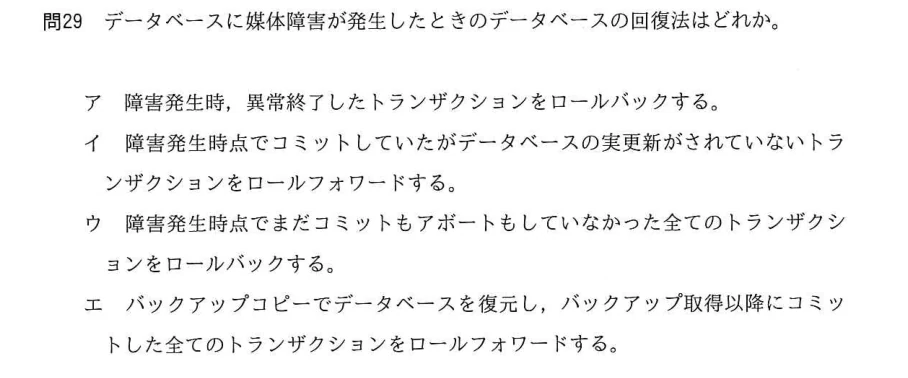 問29 データベースに媒体障害が発生したときのデータベースの回復法はどれか。
ア 障害発生時，異常終了したトランザクションをロールバックする。
イ 障害発生時点でコミットしていたがデータベースの実更新がされていないトラ
ンザクションをロールフォワードする。
ウ 障害発生時点でまだコミットもアボートもしていなかった全てのトランザクシ
ョンをロールバックする。
エ バックアップコピーでデータベースを復元し，バックアップ取得以降にコミッ
トした全てのトランザクションをロールフォワードする。